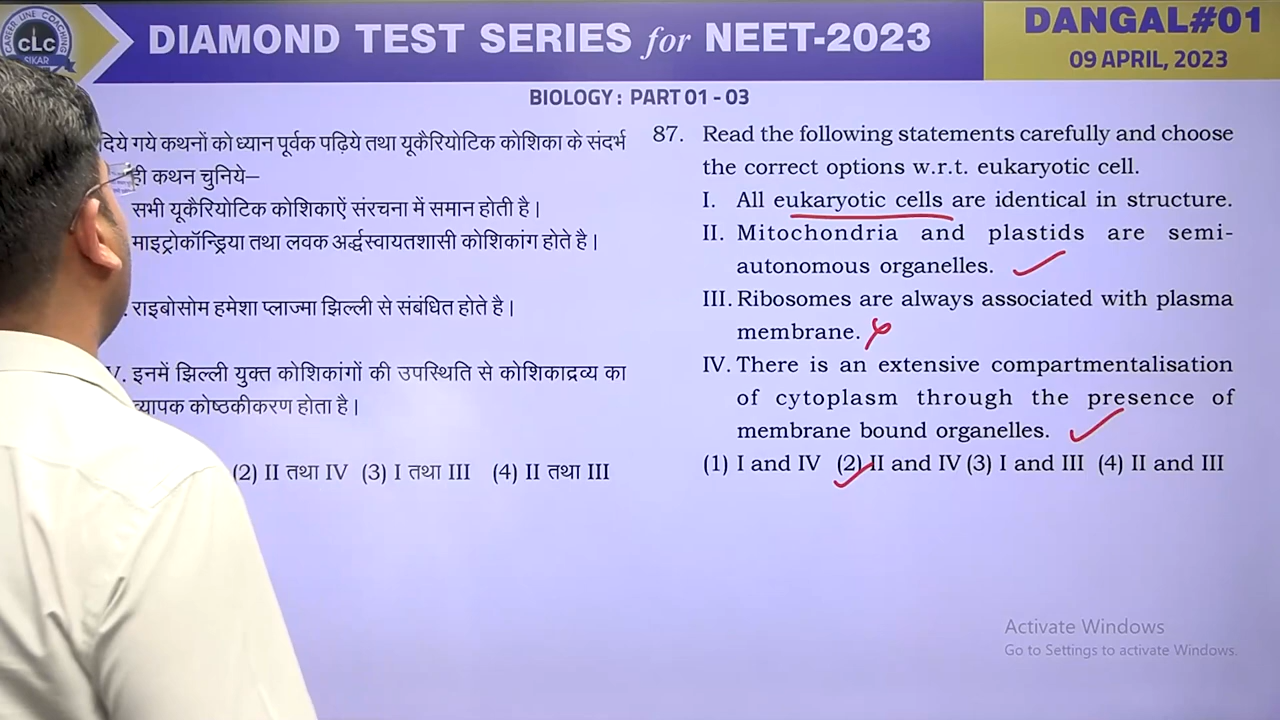 CAREER LINE COACHING
CLC
SIKAR
DIAMOND TEST SERIES for NEET-2023
DANGAL#01
09 APRIL, 2023
BIOLOGY : PART 01 - 03
दिये गये कथनों को ध्यान पूर्वक पढ़िये तथा यूकैरियोटिक कोशिका के संदर्भ
ही कथन चुनिये–
सभी यूकैरियोटिक कोशिकाऐं संरचना में समान होती है।
माइट्रोकॉन्ड्रिया तथा लवक अर्द्धस्वायतशासी कोशिकांग होते है।
. राइबोसोम हमेशा प्लाज्मा झिल्ली से संबंधित होते है।
V. इनमें झिल्ली युक्त कोशिकांगों की उपस्थिति से कोशिकाद्रव्य का
व्यापक कोष्ठकीकरण होता है।
(2) II तथा IV (3) I तथा III (4) II तथा III
87. Read the following statements carefully and choose
the correct options w.r.t. eukaryotic cell.
I. All eukaryotic cells are identical in structure.
II. Mitochondria and plastids are semi-
autonomous organelles.
III. Ribosomes are always associated with plasma
membrane.
IV. There is an extensive compartmentalisation
of cytoplasm through the presence of
membrane bound organelles.
(1) I and IV (2) II and IV (3) I and III (4) II and III
Activate Windows
Go to Settings to activate Windows.